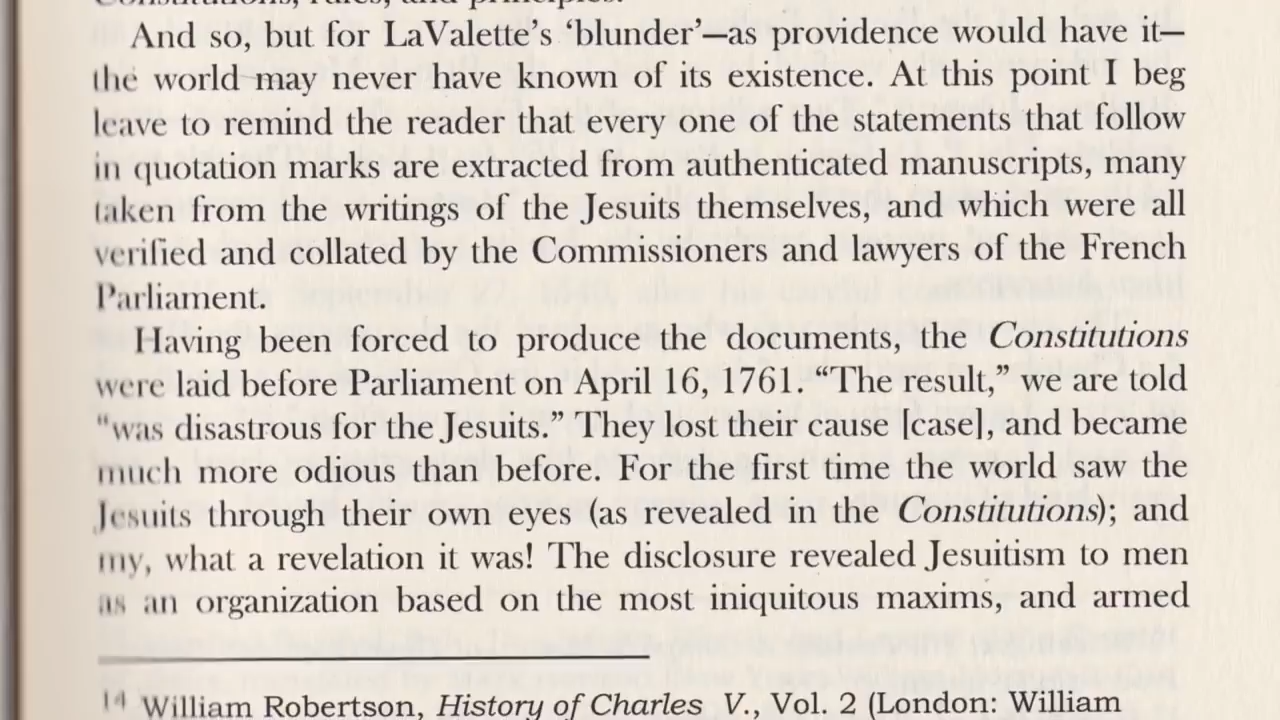 Constitutions, rules, and principles.
And so, but for LaValette's 'blunder'—as providence would have it—
the world may never have known of its existence. At this point I beg
leave to remind the reader that every one of the statements that follow
in quotation marks are extracted from authenticated manuscripts, many
taken from the writings of the Jesuits themselves, and which were all
verified and collated by the Commissioners and lawyers of the French
Parliament.
Having been forced to produce the documents, the Constitutions
were laid before Parliament on April 16, 1761. “The result,” we are told
“was disastrous for the Jesuits.” They lost their cause [case], and became
much more odious than before. For the first time the world saw the
Jesuits through their own eyes (as revealed in the Constitutions); and
my, what a revelation it was! The disclosure revealed Jesuitism to men
as an organization based on the most iniquitous maxims, and armed
14 William Robertson, History of Charles V., Vol. 2 (London: William